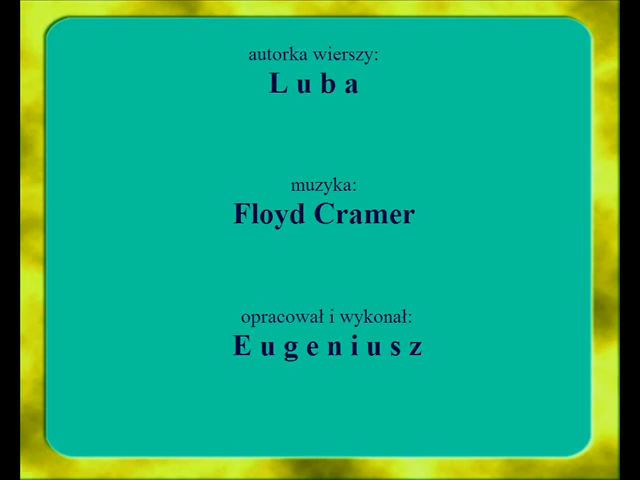 autorka wierszy:
L u b a
muzyka:
Floyd Cramer
opracował i wykonał:
E u g e n i u s z